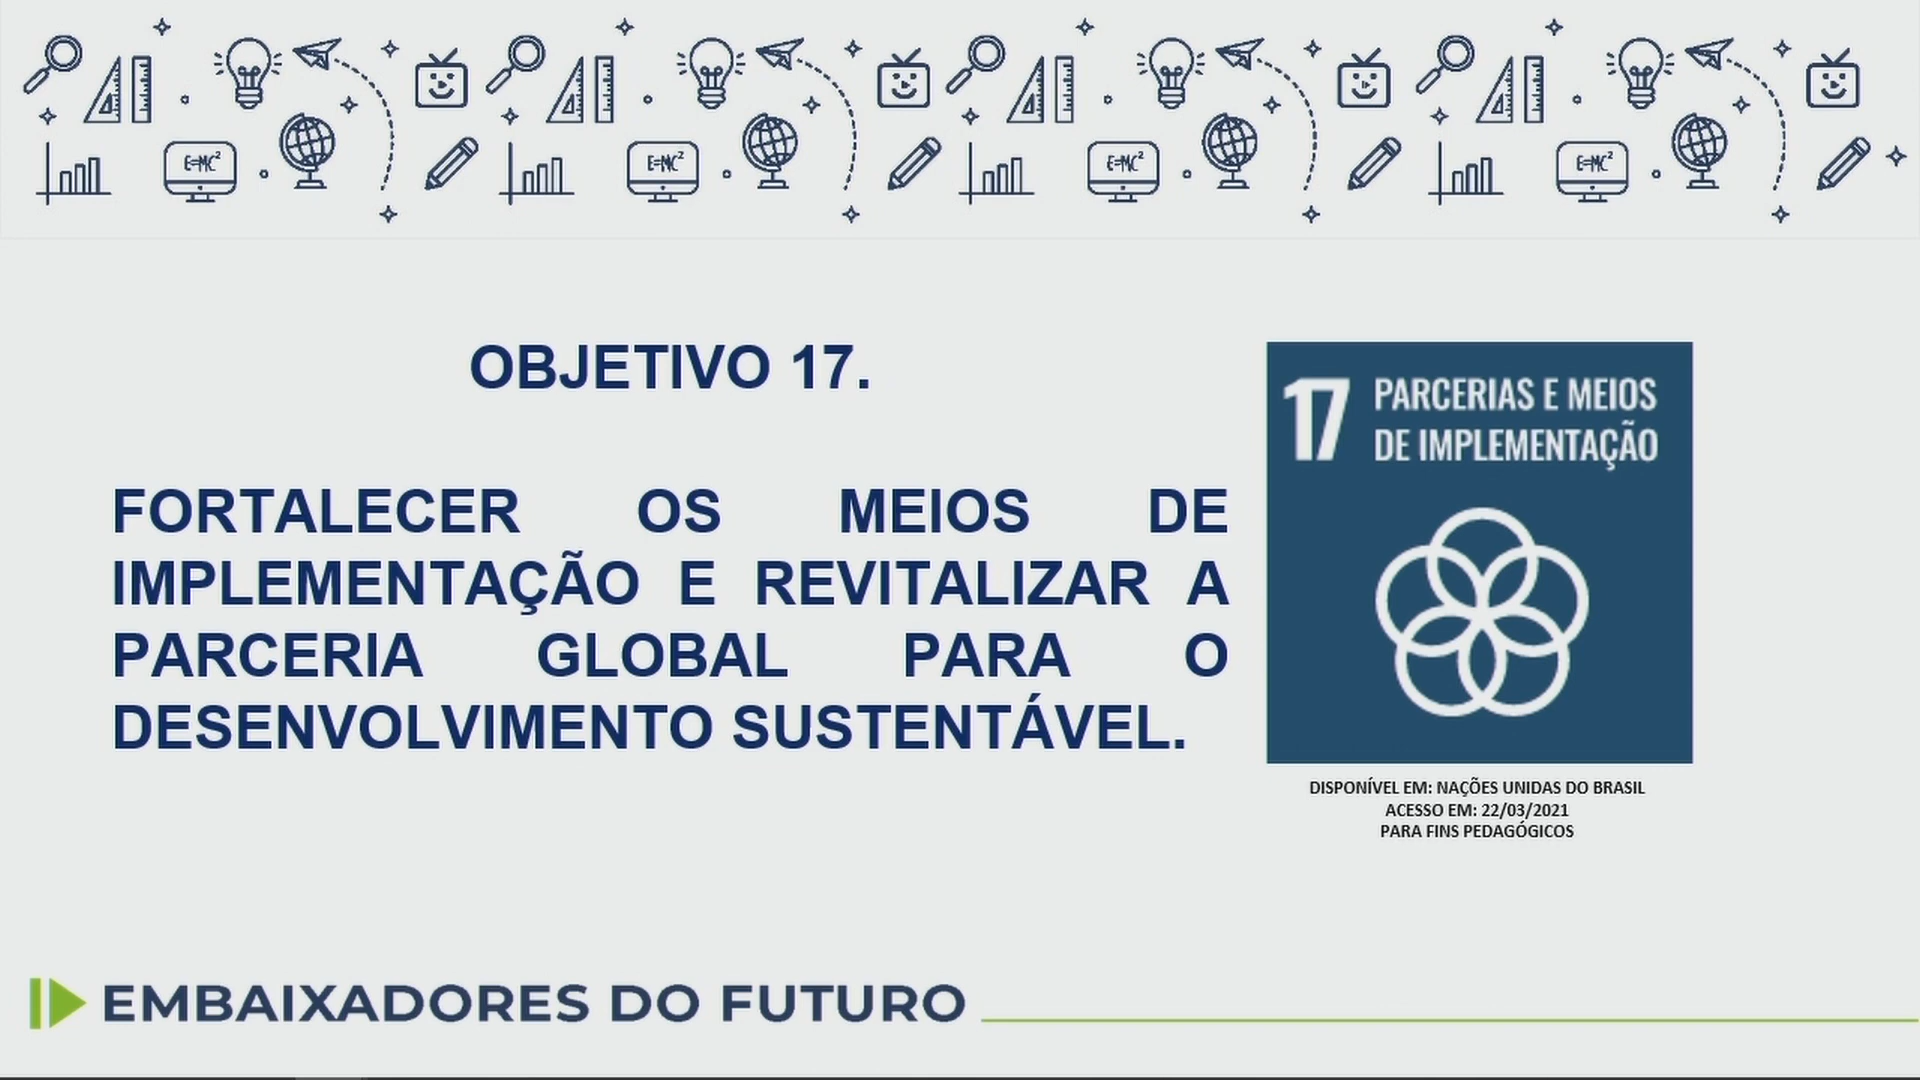 E=MC²
E=MC²
E=MC²
E=MC²
OBJETIVO 17.
FORTALECER OS MEIOS DE
IMPLEMENTAÇÃO E REVITALIZAR A
PARCERIA GLOBAL PARA O
DESENVOLVIMENTO SUSTENTÁVEL.
17 PARCERIAS E MEIOS
DE IMPLEMENTAÇÃO
DISPONÍVEL EM: NAÇÕES UNIDAS DO BRASIL
ACESSO EM: 22/03/2021
PARA FINS PEDAGÓGICOS
EMBAIXADORES DO FUTURO